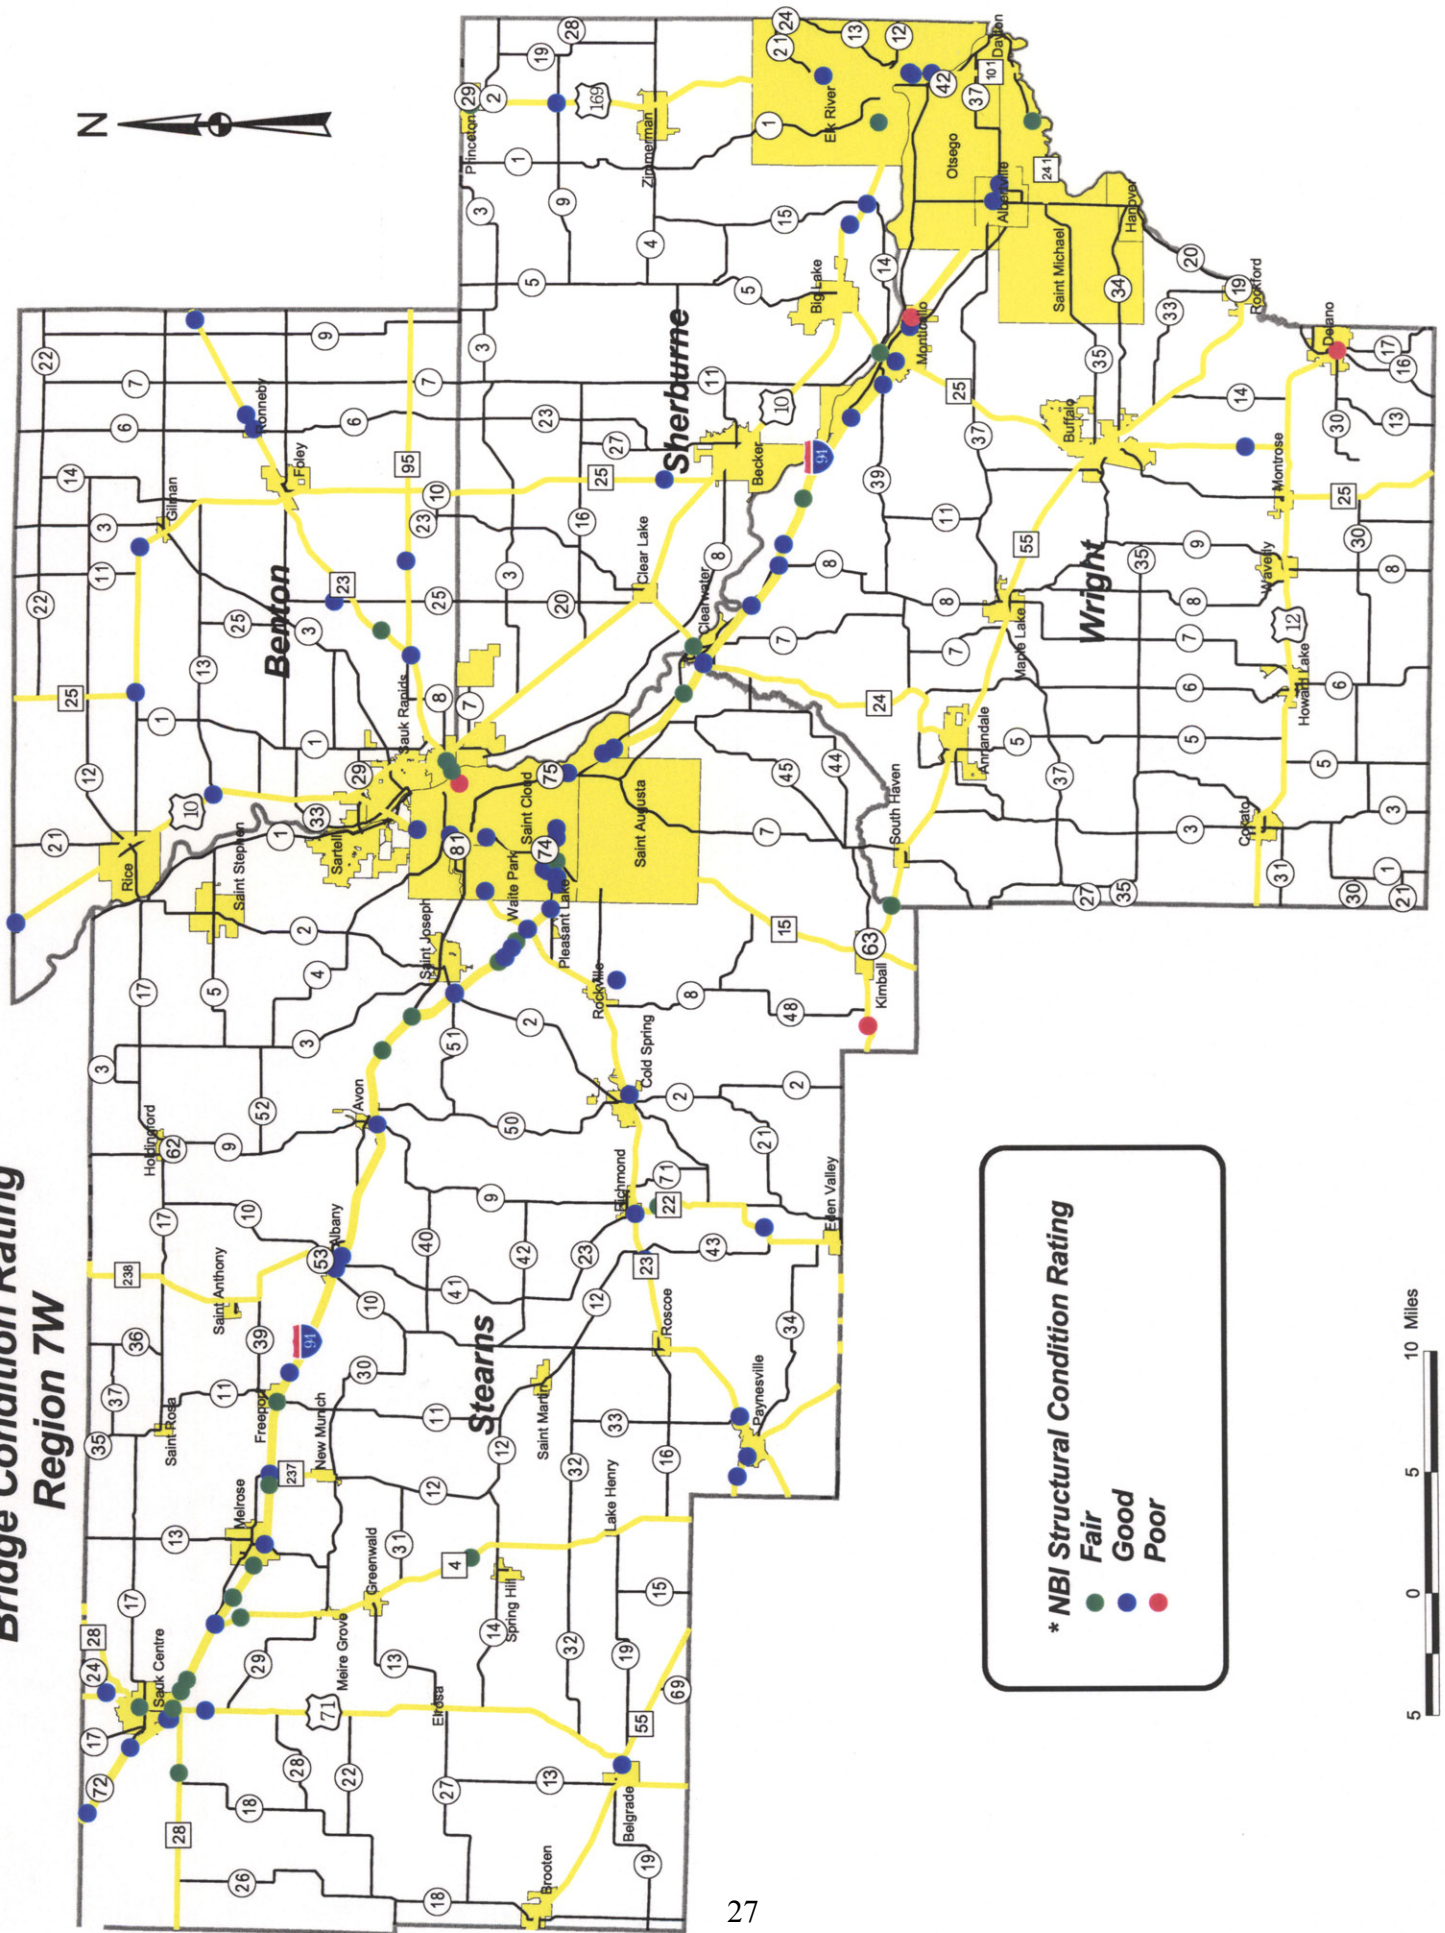 Bridge Condition Rating
Region 7W
N
Benton
Sherburne
Stearns
Wright
Princeton
Zimmerman
Elk River
Dayton
Otsego
Albertville
Saint Michael
Hanover
Rockford
Delano
Big Lake
Monticello
Buffalo
Montrose
Waverly
Howard Lake
Cokato
Maple Lake
Annandale
South Haven
Kimball
Becker
Clear Lake
Clearwater
Ronneby
Foley
Gilman
Rice
Sauk Rapids
Sartell
Saint Stephen
Saint Cloud
Saint Augusta
Waite Park
Pleasant Lake
Saint Joseph
Rockville
Cold Spring
Richmond
Eden Valley
Avon
Holdingford
Albany
Saint Anthony
Saint Rosa
Freeport
New Munich
Melrose
Meire Grove
Greenwald
Spring Hill
Saint Martin
Lake Henry
Roscoe
Paynesville
Sauk Centre
Elrosa
Belgrade
Brooten
* NBI Structural Condition Rating
Fair
Good
Poor
5 0 5 10 Miles
27